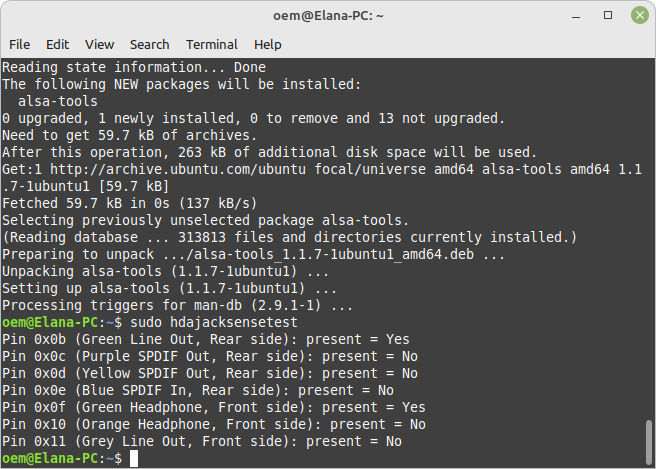 oem@Elana-PC: ~
File Edit View Search Terminal Help
Reading state information... Done
The following NEW packages will be installed:
  alsa-tools
0 upgraded, 1 newly installed, 0 to remove and 13 not upgraded.
Need to get 59.7 kB of archives.
After this operation, 263 kB of additional disk space will be used.
Get:1 http://archive.ubuntu.com/ubuntu focal/universe amd64 alsa-tools amd64 1.1
.7-1ubuntu1 [59.7 kB]
Fetched 59.7 kB in 0s (137 kB/s)
Selecting previously unselected package alsa-tools.
(Reading database ... 313813 files and directories currently installed.)
Preparing to unpack .../alsa-tools_1.1.7-1ubuntu1_amd64.deb ...
Unpacking alsa-tools (1.1.7-1ubuntu1) ...
Setting up alsa-tools (1.1.7-1ubuntu1) ...
Processing triggers for man-db (2.9.1-1) ...
oem@Elana-PC:~$ sudo hdajacksensetest
Pin 0x0b (Green Line Out, Rear side): present = Yes
Pin 0x0c (Purple SPDIF Out, Rear side): present = No
Pin 0x0d (Yellow SPDIF Out, Rear side): present = No
Pin 0x0e (Blue SPDIF In, Rear side): present = No
Pin 0x0f (Green Headphone, Front side): present = Yes
Pin 0x10 (Orange Headphone, Front side): present = No
Pin 0x11 (Grey Line Out, Front side): present = No
oem@Elana-PC:~$